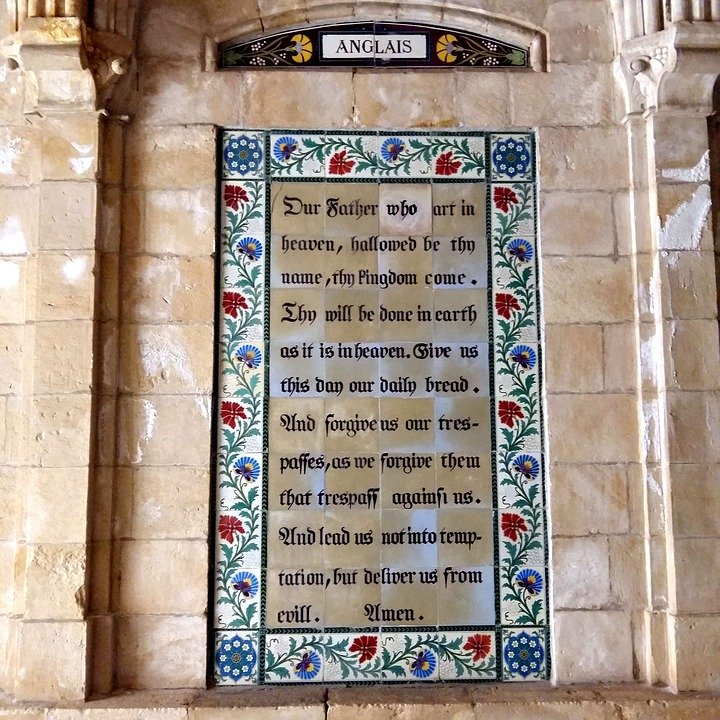 ANGLAIS
Our Father who art in
heaven, hallowed be thy
name, thy kingdom come.
Thy will be done in earth
as it is in heaven. Give us
this day our daily bread.
And forgive us our tres-
passes, as we forgive them
that trespass against us.
And lead us not into temp-
tation, but deliver us from
evill. Amen.